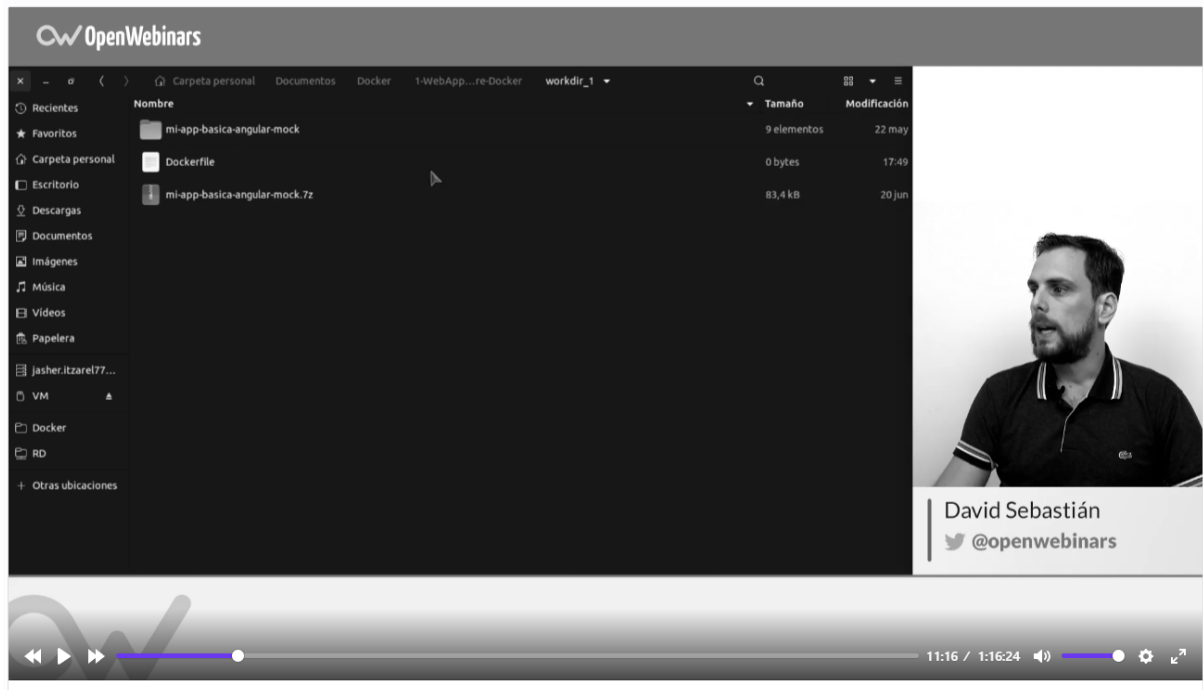 OpenWebinars
Carpeta personal Documentos Docker 1-WebApp...re-Docker workdir_1
Nombre Tamaño Modificación
Recientes
Favoritos
Carpeta personal
Escritorio
Descargas
Documentos
Imágenes
Música
Vídeos
Papelera
jasher.itzarel77...
VM
Docker
RD
Otras ubicaciones
mi-app-basica-angular-mock 9 elementos 22 may
Dockerfile 0 bytes 17:49
mi-app-basica-angular-mock.7z 83,4 kB 20 jun
David Sebastián
@openwebinars
11:16 / 1:16:24